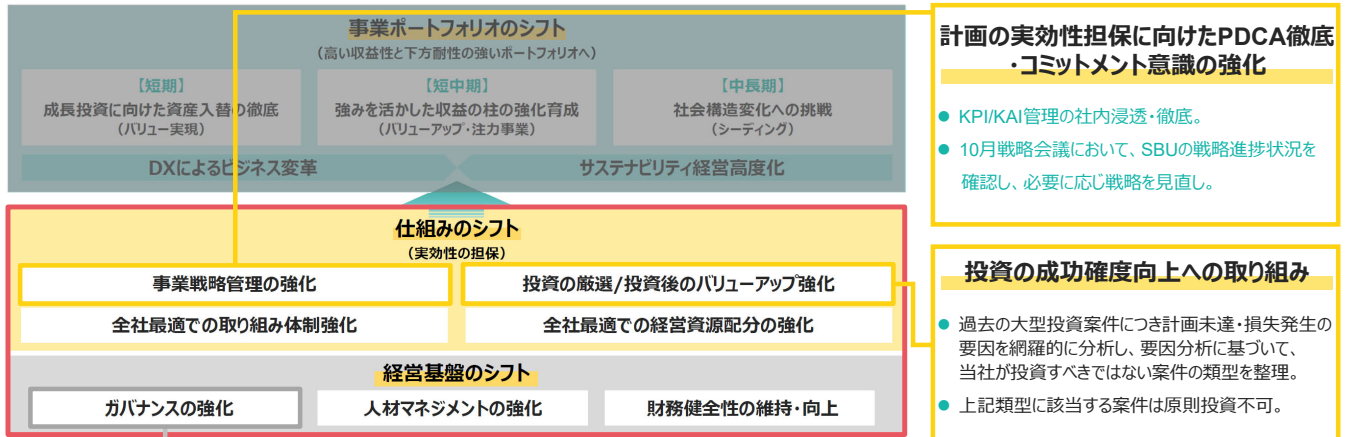 事業ポートフォリオのシフト
(高い収益性と下方耐性の強いポートフォリオへ)
【短期】
成長投資に向けた資産入替の徹底
(バリュー実現)
【短中期】
強みを活かした収益の柱の強化育成
(バリューアップ・注力事業)
【中長期】
社会構造変化への挑戦
(シーディング)
DXによるビジネス変革
サステナビリティ経営高度化
仕組みのシフト
(実効性の担保)
事業戦略管理の強化
投資の厳選/投資後のバリューアップ強化
全社最適での取り組み体制強化
全社最適での経営資源配分の強化
経営基盤のシフト
ガバナンスの強化
人材マネジメントの強化
財務健全性の維持・向上
計画の実効性担保に向けたPDCA徹底
・コミットメント意識の強化
● KPI/KAI管理の社内浸透・徹底。
● 10月戦略会議において、SBUの戦略進捗状況を
確認し、必要に応じ戦略を見直し。
投資の成功確度向上への取り組み
● 過去の大型投資案件につき計画未達・損失発生の
要因を網羅的に分析し、要因分析に基づいて、
当社が投資すべきではない案件の類型を整理。
● 上記類型に該当する案件は原則投資不可。